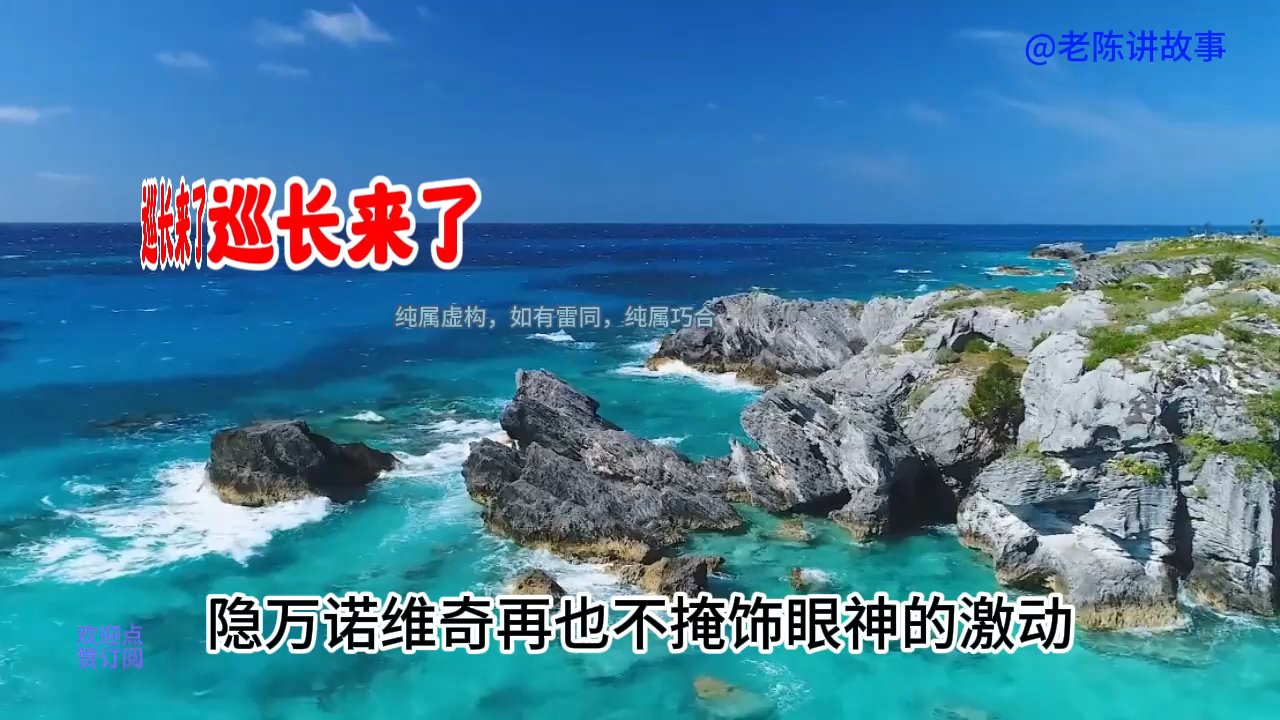 @老陈讲故事
巡长来了巡长来了
纯属虚构，如有雷同，纯属巧合
隐万诺维奇再也不掩饰眼神的激动
欢迎点
赞订阅